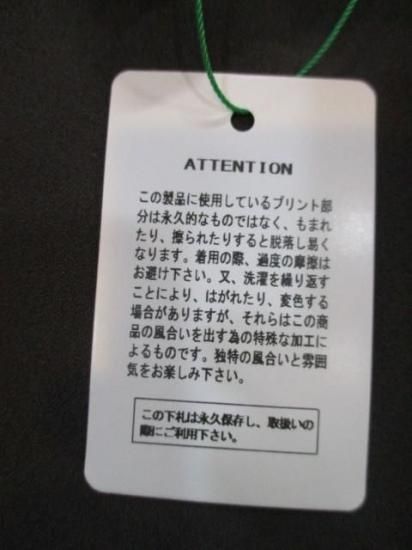 ATTENTION
この製品に使用しているプリント部
分は永久的なものではなく、もまれ
たり、擦られたりすると脱落し易く
なります。着用の際、過度の摩擦は
お避け下さい。又、洗濯を繰り返す
ことにより、はがれたり、変色する
場合がありますが、それらはこの商
品の風合いを出す為の特殊な加工に
よるものです。独特の風合いと雰囲
気をお楽しみ下さい。
この下札は永久保存し、取扱いの
際にご利用下さい。